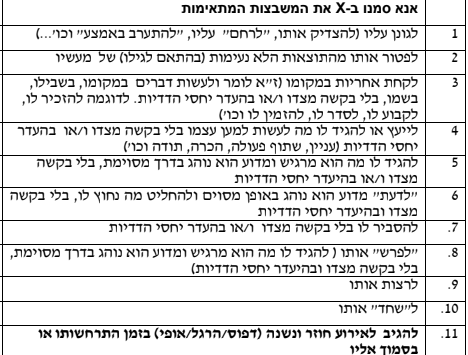 אנא סמנו ב-X את המשבצות המתאימות
1 לגונן עליו (להצדיק אותו, "לרחם" עליו, "להתערב באמצע" וכו'...)
2 לפטור אותו מהתוצאות הלא נעימות (בהתאם לגילו) של מעשיו
3 לקחת אחריות במקומו (ז"א לומר ולעשות דברים במקומו, בשבילו,
בשמו, בלי בקשה מצדו ו/או בהעדר יחסי הדדיות. לדוגמה להזכיר לו,
לקבוע לו, לסדר לו, להזמין לו וכו')
4 לייעץ או להגיד לו מה לעשות למען עצמו בלי בקשה מצדו ו/או בהעדר
יחסי הדדיות (עניין, שתוף פעולה, הכרה, תודה וכו')
5 להגיד לו מה הוא מרגיש ומדוע הוא נוהג בדרך מסוימת, בלי בקשה
מצדו ו/או בהיעדר יחסי הדדיות
6 "לדעת" מדוע הוא נוהג באופן מסוים ולהחליט מה נחוץ לו, בלי בקשה
מצדו ובהיעדר יחסי הדדיות
7. להסביר לו בלי בקשה מצדו ו/או בהעדר יחסי הדדיות
8. "לפרש" אותו ( להגיד לו מה הוא מרגיש ומדוע הוא נוהג בדרך מסוימת,
בלי בקשה מצדו ובהיעדר יחסי הדדיות)
9. לרצות אותו
10. ל"שחד" אותו
11. להגיב לאירוע חוזר ונשנה (דפוס/הרגל/אופי) בזמן התרחשותו או
בסמוך אליו